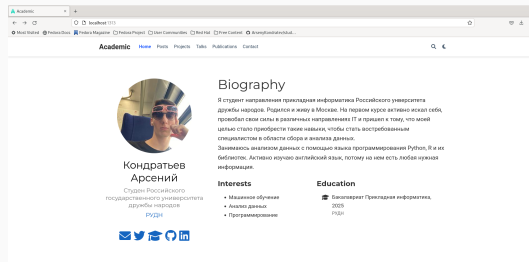 Academic
localhost:1313
Most Visited Fedora Docs Fedora Magazine Fedora Project User Communities Red Hat Free Content
Academic Home Posts Projects Talks Publications Contact
Biography
Я студент направления прикладная информатика Российского университета
дружбы народов. Родился и живу в Москве. На первом курсе активно искал себя,
пробовал свои силы в различных направлениях IT и пришел к тому, что моей
целью стало приобрести такие навыки, чтобы стать востребованным
специалистом в области сбора и анализа данных.
Занимаюсь анализом данных с помощью языка программирования Python, R и их
библиотек. Активно изучаю английский язык, потому на нем есть любая нужная
информация.
Кондратьев
Арсений
Студен Российского
государственного университета
дружбы народов
РУДН
Interests
Машинное обучение
Анализ данных
Программирование
Education
Бакалавриат Прикладная информатика,
2025
РУДН